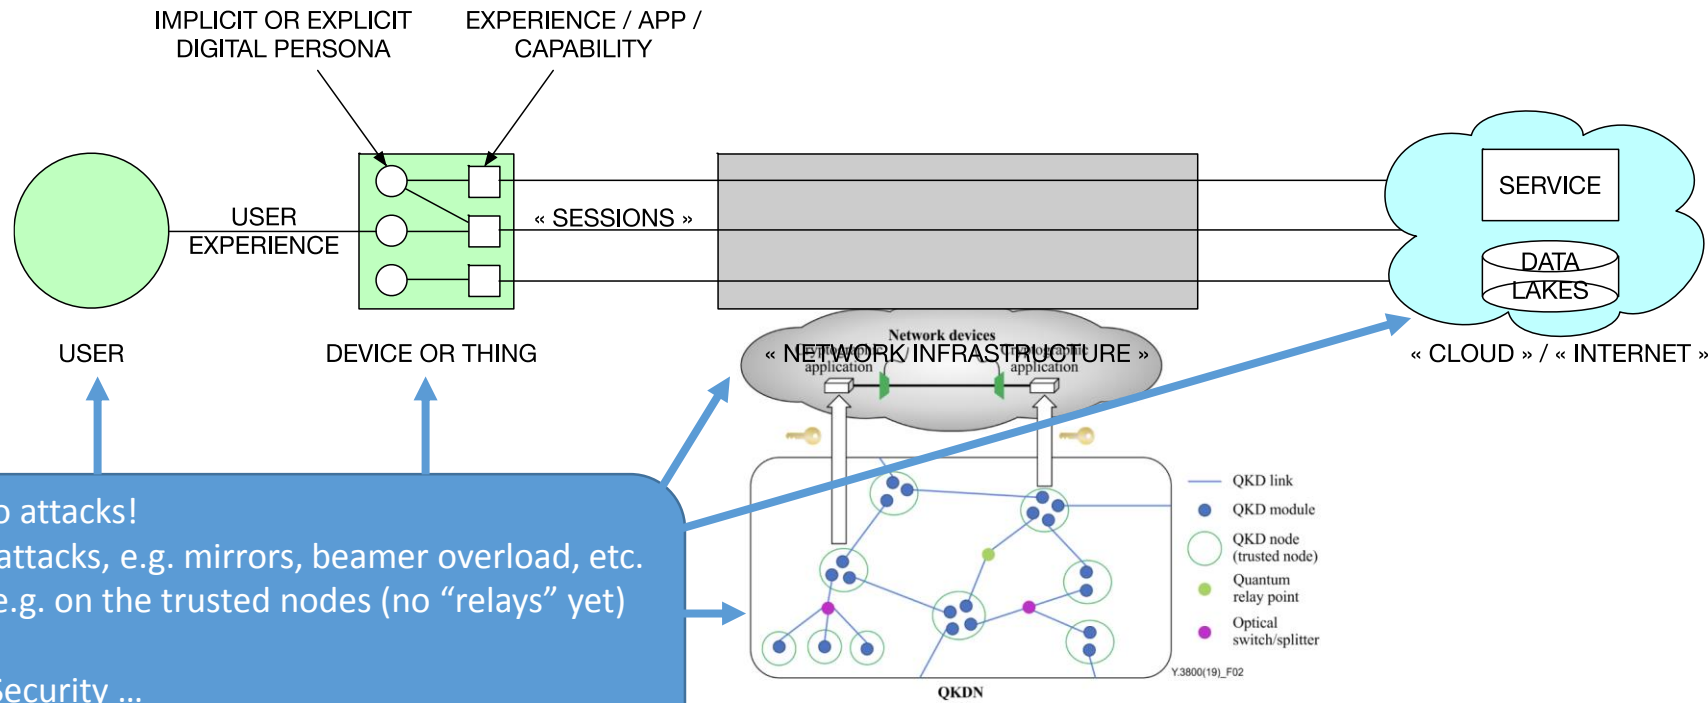 IMPLICIT OR EXPLICIT
DIGITAL PERSONA
EXPERIENCE / APP /
CAPABILITY
USER
EXPERIENCE
« SESSIONS »
SERVICE
DATA
LAKES
USER
DEVICE OR THING
« NETWORK INFRASTRUCTURE »
« CLOUD » / « INTERNET »
Network devices
Cryptographic
application
Cryptographic
application
attacks!
attacks, e.g. mirrors, beamer overload, etc.
e.g. on the trusted nodes (no “relays” yet)
Security ...
QKD link
QKD module
QKD node
(trusted node)
Quantum
relay point
Optical
switch/splitter
Y.3800(19)_F02
QKDN